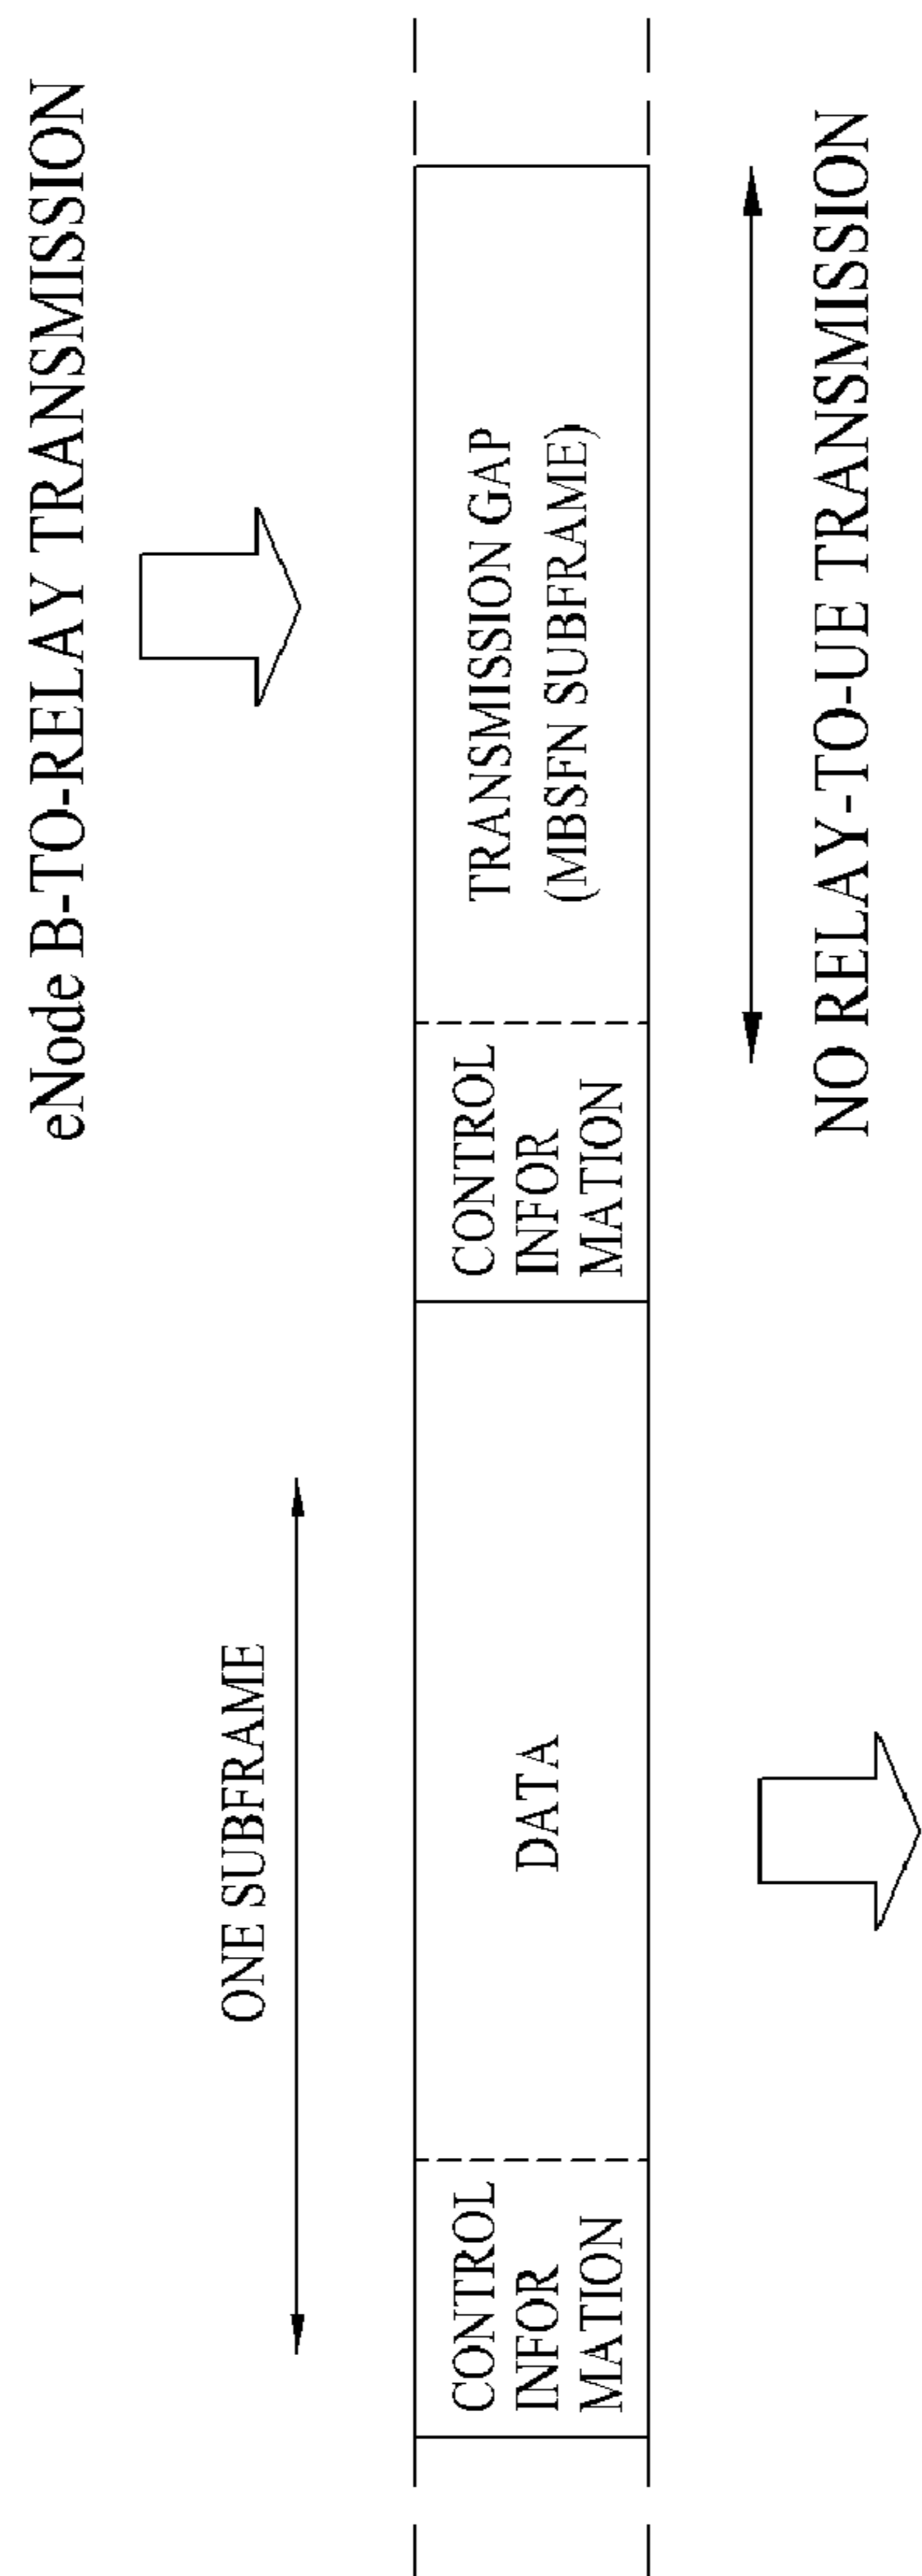 eNode B-TO-RELAY TRANSMISSION
ONE SUBFRAME
CONTROL
INFOR
MATION
DATA
CONTROL
INFOR
MATION
TRANSMISSION GAP
(MBSFN SUBFRAME)
NO RELAY-TO-UE TRANSMISSION